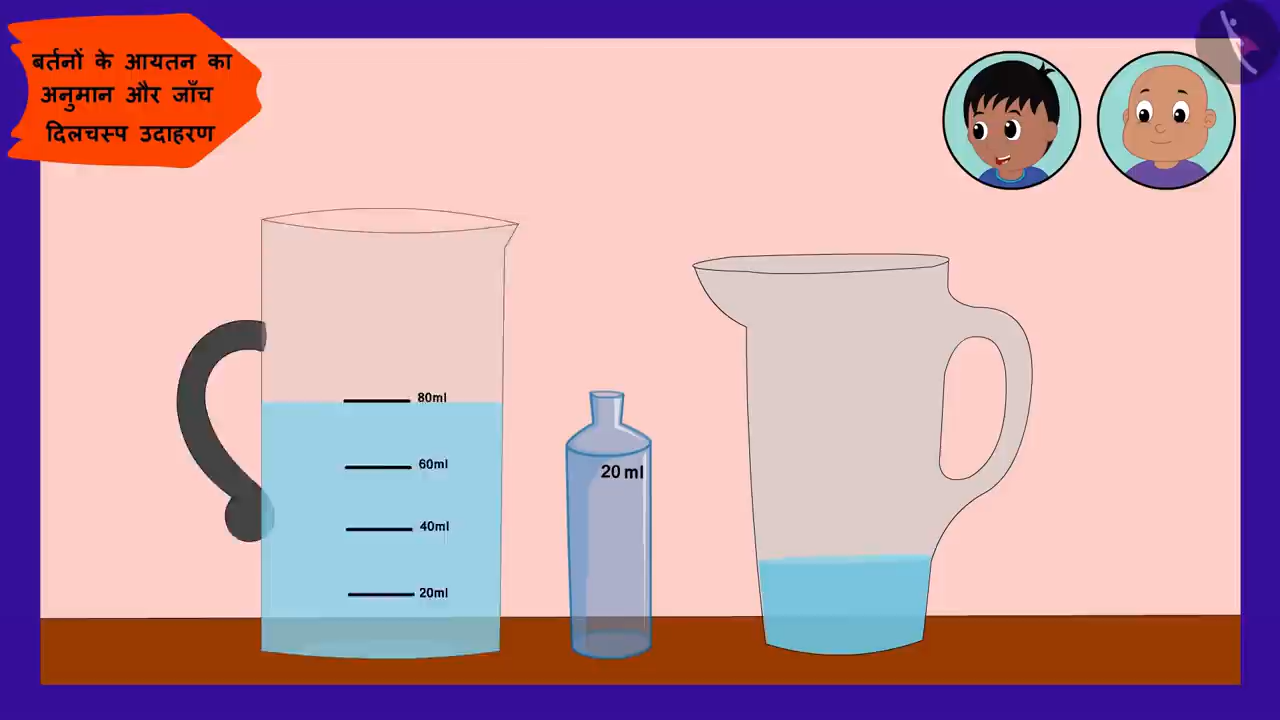 बर्तनों के आयतन का
अनुमान और जाँच
दिलचस्प उदाहरण
80ml
60ml
40ml
20ml
20 ml